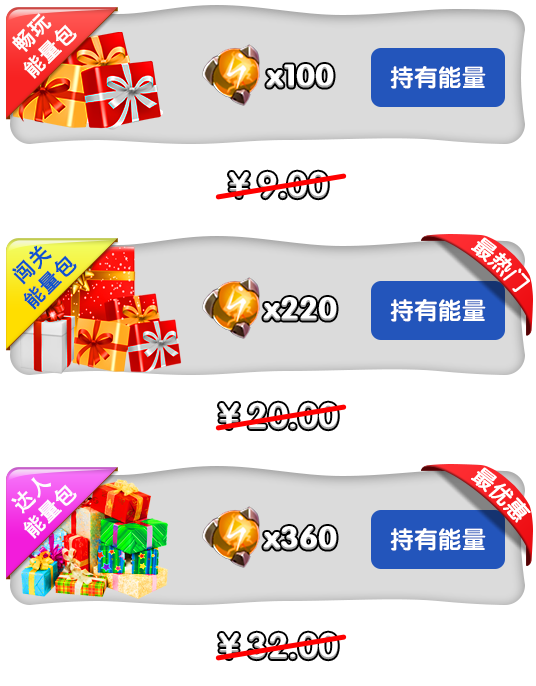 畅玩
能量包
x100
持有能量
￥9.00
闯关
能量包
x220
最热门
持有能量
￥20.00
达人
能量包
x360
最优惠
持有能量
￥32.00